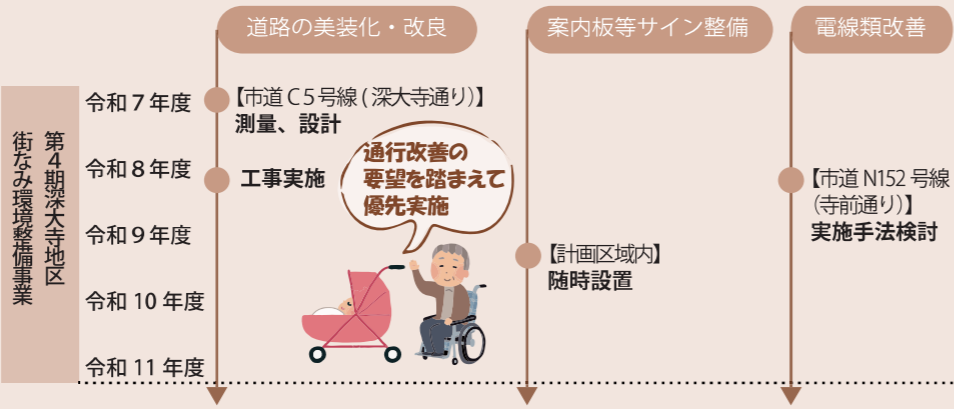 道路の美装化・改良
案内板等サイン整備
電線類改善
第４期深大寺地区
街なみ環境整備事業
令和７年度
令和８年度
令和９年度
令和 10 年度
令和 11 年度
【市道Ｃ５号線 ( 深大寺通り）】
測量、設計
工事実施
通行改善の
要望を踏まえて
優先実施
【計画区域内】
随時設置
【市道 N152 号線
（寺前通り）】
実施手法検討